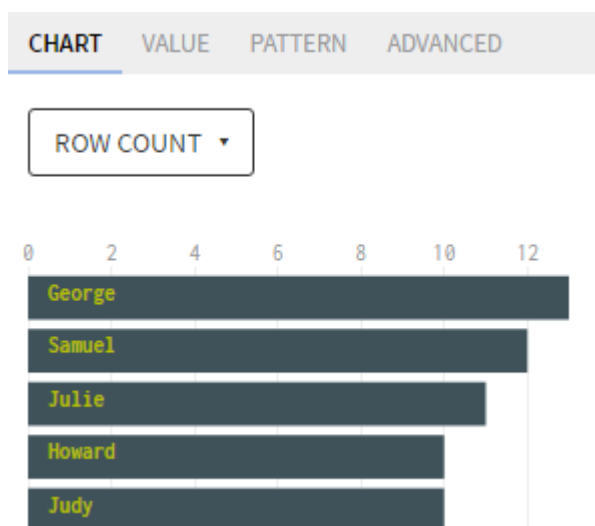 CHART VALUE PATTERN ADVANCED
ROW COUNT ▾
0 2 4 6 8 10 12
George
Samuel
Julie
Howard
Judy